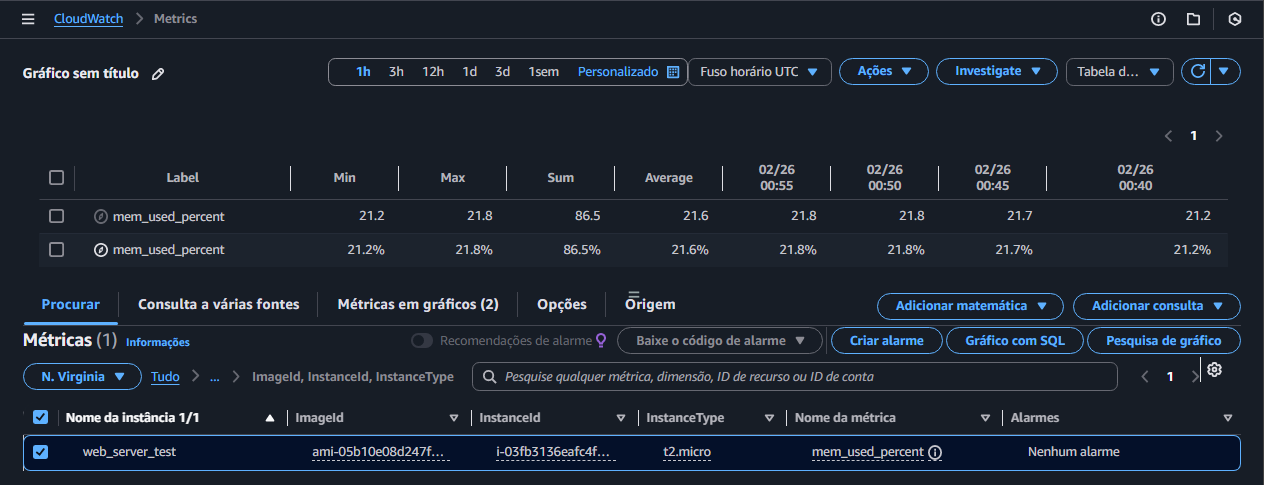 CloudWatch > Metrics
Gráfico sem título
1h 3h 12h 1d 3d 1sem Personalizado Fuso horário UTC Ações Investigate Tabela d...
1
Label Min Max Sum Average 02/26 00:55 02/26 00:50 02/26 00:45 02/26 00:40
mem_used_percent 21.2 21.8 86.5 21.6 21.8 21.8 21.7 21.2
mem_used_percent 21.2% 21.8% 86.5% 21.6% 21.8% 21.8% 21.7% 21.2%
Procurar Consulta a várias fontes Métricas em gráficos (2) Opções Origem Adicionar matemática Adicionar consulta
Métricas (1) Informações Recomendações de alarme Baixe o código de alarme Criar alarme Gráfico com SQL Pesquisa de gráfico
N. Virginia Tudo > ... > ImageId, InstanceId, InstanceType Pesquise qualquer métrica, dimensão, ID de recurso ou ID de conta 1
Nome da instância 1/1 ImageId InstanceId InstanceType Nome da métrica Alarmes
web_server_test ami-05b10e08d247f... i-03fb3136eafc4f... t2.micro mem_used_percent Nenhum alarme